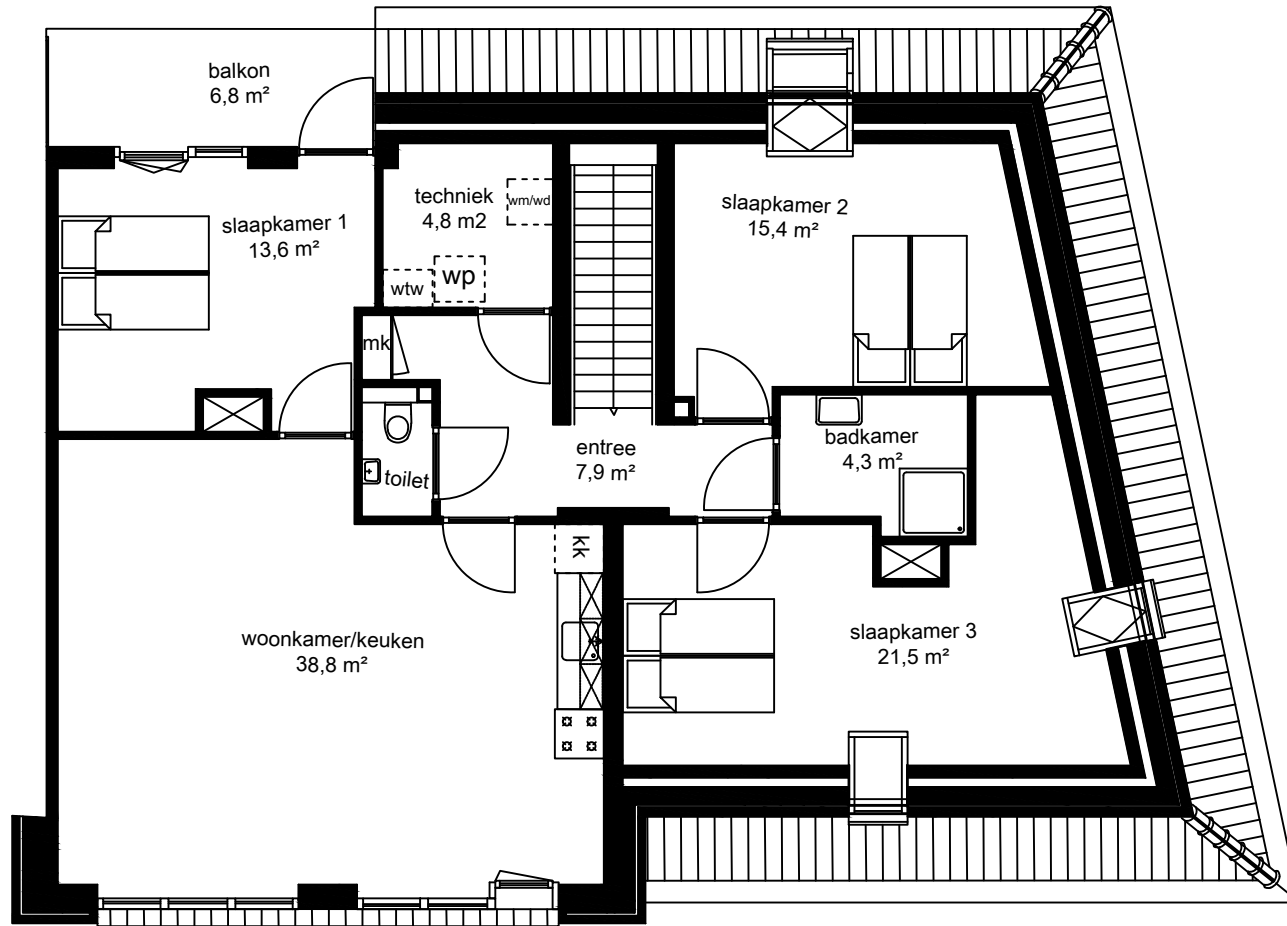 balkon
6,8 m²
techniek
4,8 m2
wm/wd
slaapkamer 1
13,6 m²
slaapkamer 2
15,4 m²
wtw
wp
mk
toilet
entree
7,9 m²
badkamer
4,3 m²
kk
woonkamer/keuken
38,8 m²
slaapkamer 3
21,5 m²